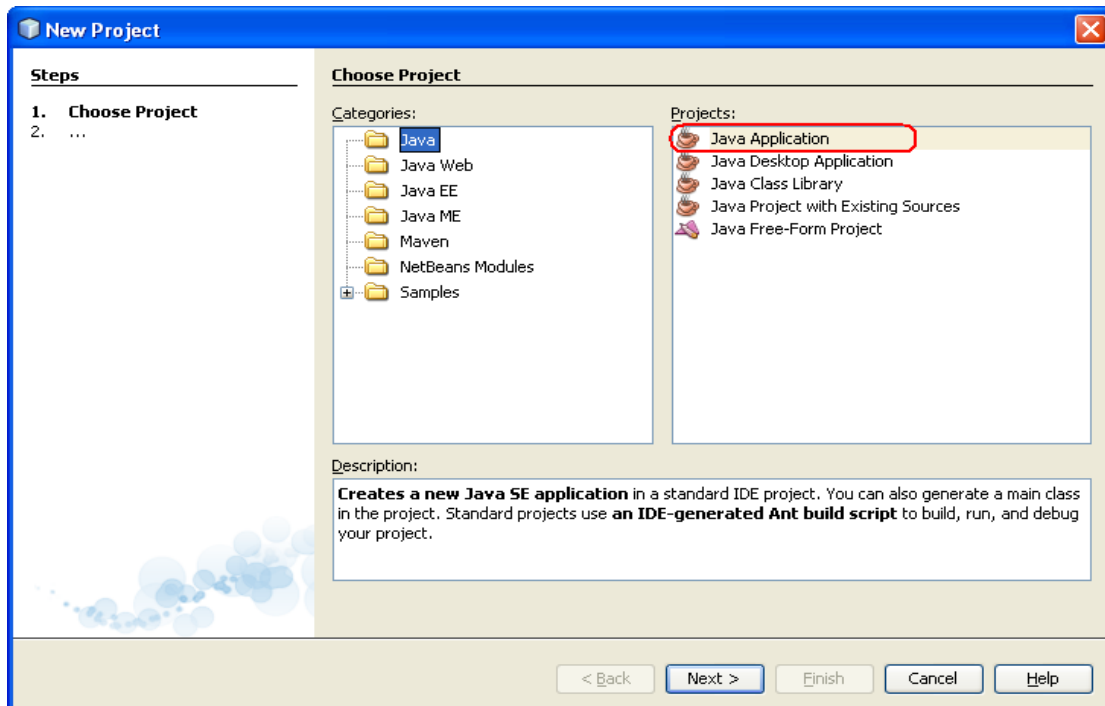 New Project
Steps
1. Choose Project
2. ...
Choose Project
Categories:
Java
Java Web
Java EE
Java ME
Maven
NetBeans Modules
Samples
Projects:
Java Application
Java Desktop Application
Java Class Library
Java Project with Existing Sources
Java Free-Form Project
Description:
Creates a new Java SE application in a standard IDE project. You can also generate a main class
in the project. Standard projects use an IDE-generated Ant build script to build, run, and debug
your project.
< Back
Next >
Finish
Cancel
Help